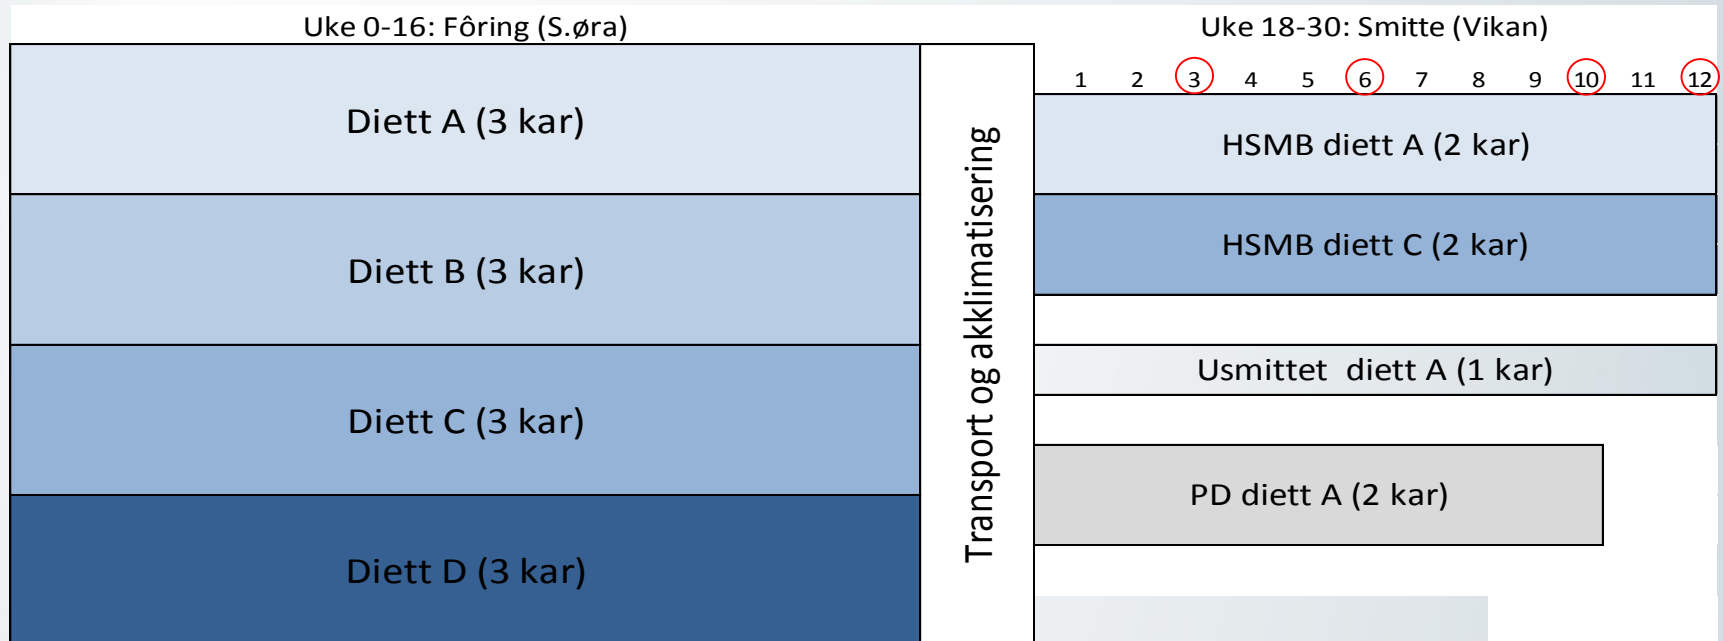 Uke 0-16: Fôring (S.øra)
Uke 18-30: Smitte (Vikan)
1 2 3 4 5 6 7 8 9 10 11 12
Diett A (3 kar)
Diett B (3 kar)
Diett C (3 kar)
Diett D (3 kar)
Transport og akklimatisering
HSMB diett A (2 kar)
HSMB diett C (2 kar)
Usmittet diett A (1 kar)
PD diett A (2 kar)